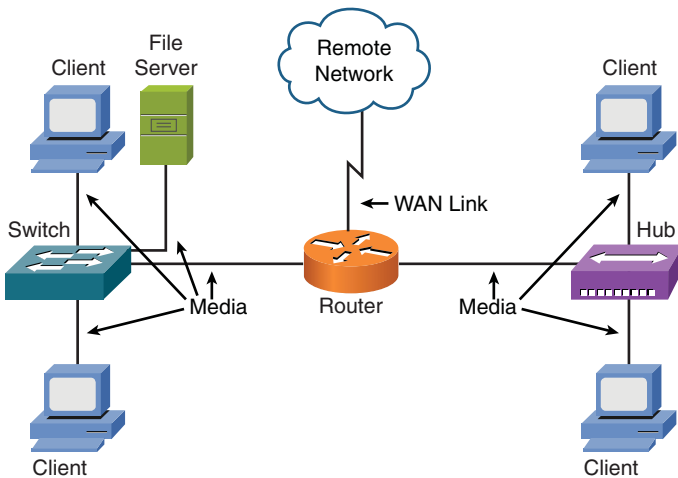 File
Server
Client
Remote
Network
Client
WAN Link
Switch
Hub
Media
Router
Media
Client
Client